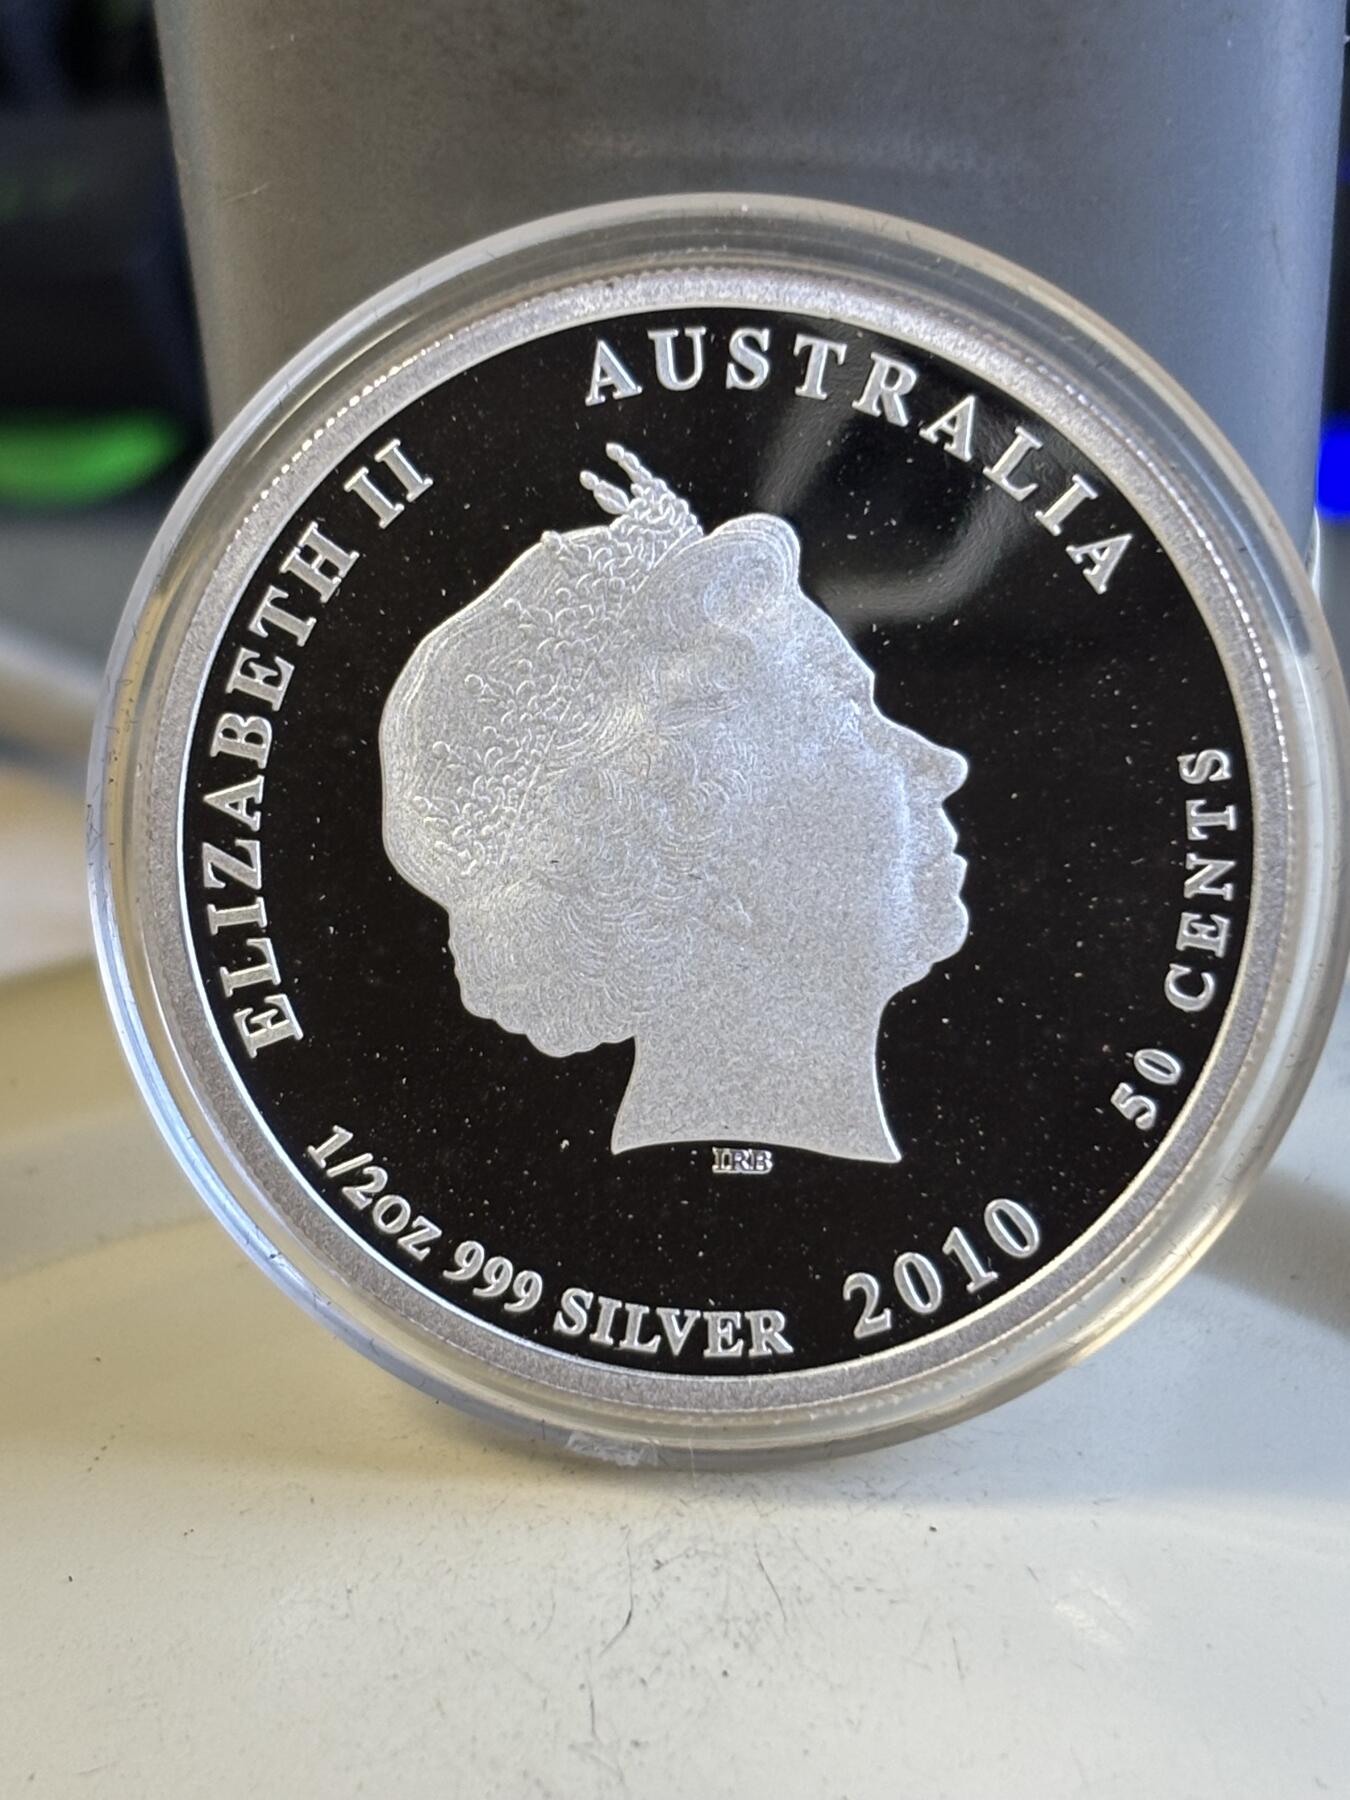 ELIZABETH II
AUSTRALIA
50 CENTS
2010
1/2OZ 999 SILVER
IRB